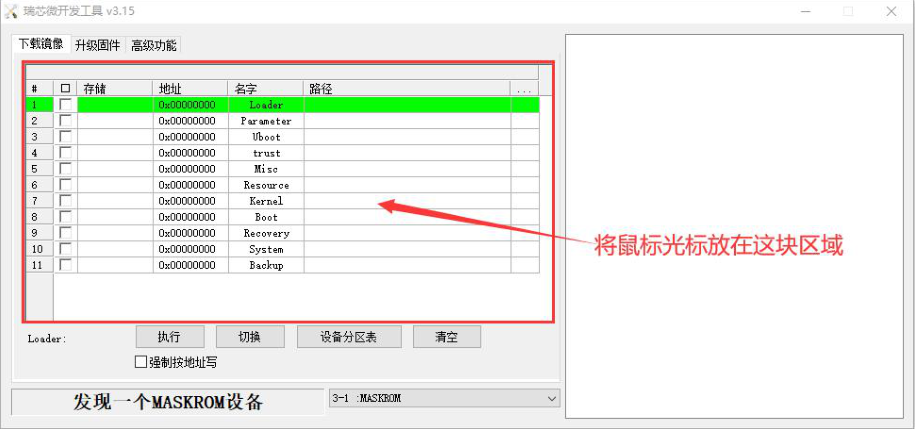 瑞芯微开发工具 v3.15
下载镜像 升级固件 高级功能
# 存储 地址 名字 路径 ...
1 0x00000000 Loader
2 0x00000000 Parameter
3 0x00000000 Uboot
4 0x00000000 trust
5 0x00000000 Misc
6 0x00000000 Resource
7 0x00000000 Kernel
8 0x00000000 Boot
9 0x00000000 Recovery
10 0x00000000 System
11 0x00000000 Backup
将鼠标光标放在这块区域
Loader: 执行 切换 设备分区表 清空
强制按地址写
发现一个MASKROM设备 3-1 :MASKROM